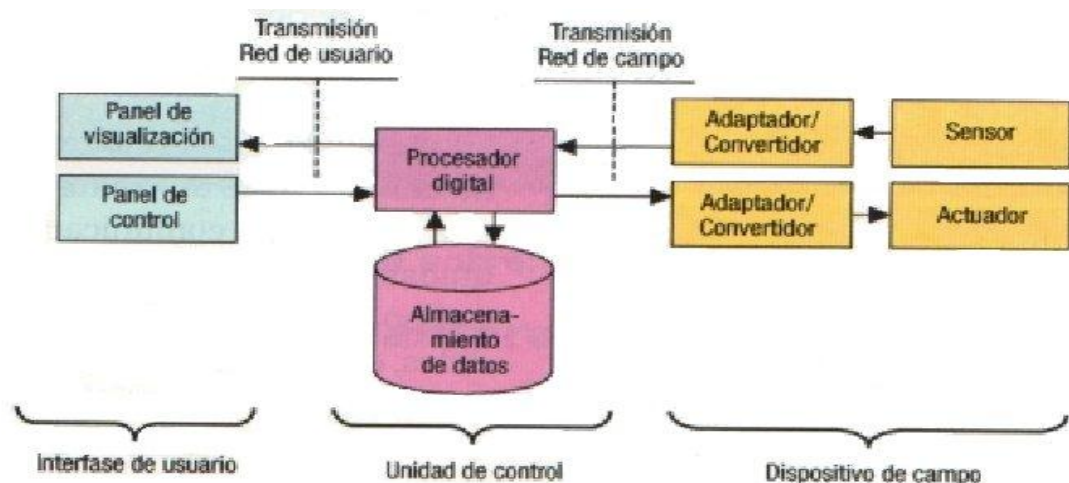 Transmisión
Red de usuario
Transmisión
Red de campo
Panel de
visualización
Panel de
control
Procesador
digital
Adaptador/
Convertidor
Sensor
Adaptador/
Convertidor
Actuador
Almacena-
miento
de datos
Interfase de usuario
Unidad de control
Dispositivo de campo